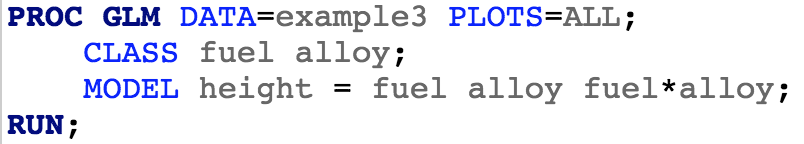 PROC GLM DATA=example3 PLOTS=ALL;
CLASS fuel alloy;
MODEL height = fuel alloy fuel*alloy;
RUN;